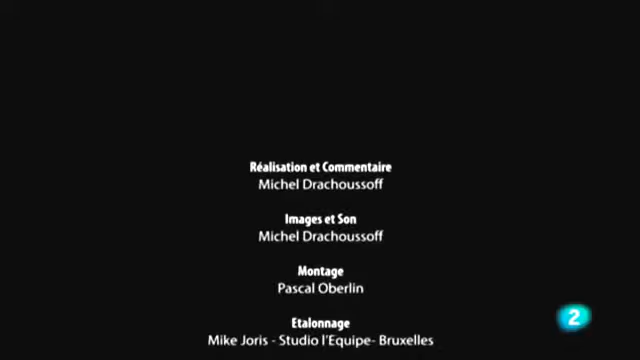 Réalisation et Commentaire
Michel Drachoussoff
Images et Son
Michel Drachoussoff
Montage
Pascal Oberlin
Etalonnage
Mike Joris - Studio l'Equipe- Bruxelles
2